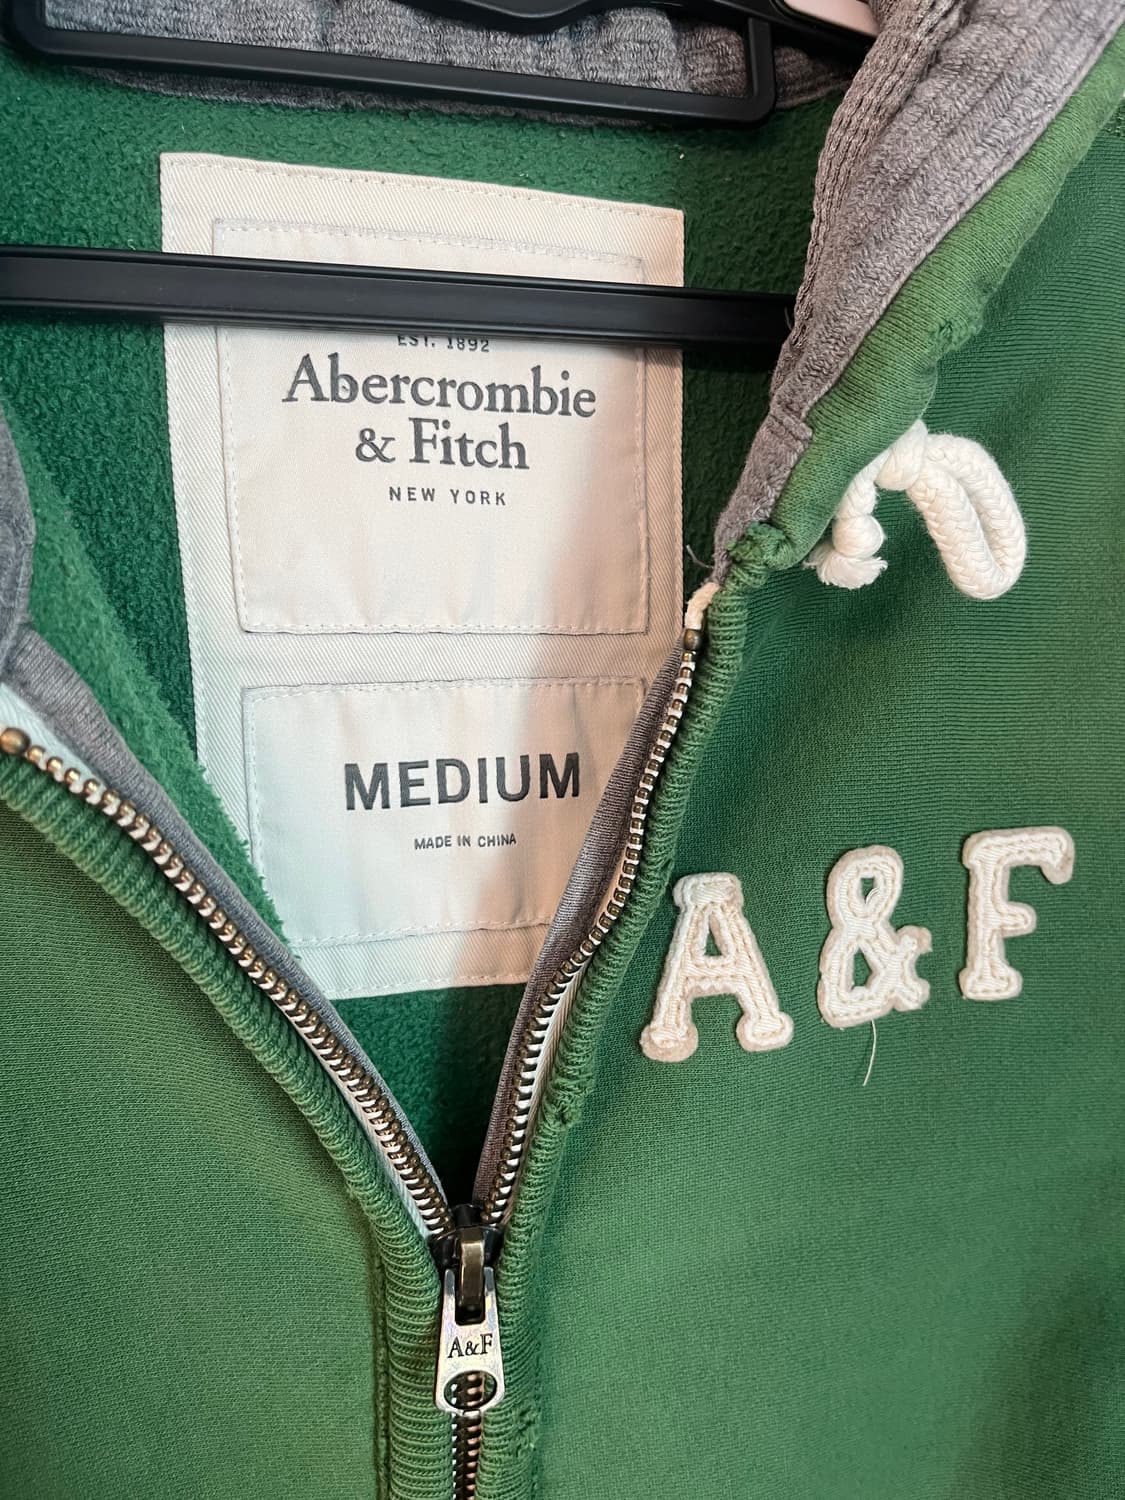 EST. 1892
Abercrombie
& Fitch
NEW YORK
MEDIUM
MADE IN CHINA
A & F
A&F